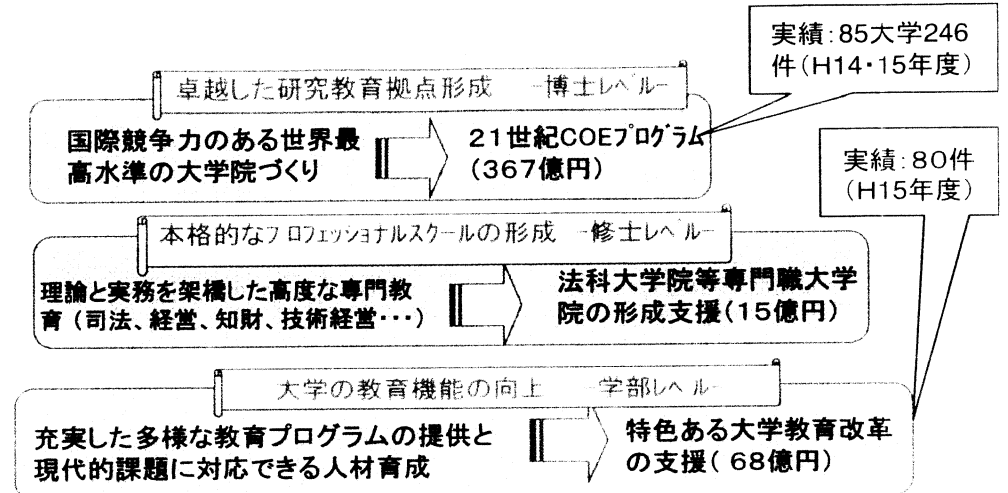 実績：85大学246
件（H14・15年度）
卓越した研究教育拠点形成　-博士レベル-
国際競争力のある世界最
高水準の大学院づくり
21世紀COEプログラム
（367億円）
実績：80件
（H15年度）
本格的なプロフェッショナルスクールの形成　-修士レベル-
理論と実務を架橋した高度な専門教
育（司法、経営、知財、技術経営・・・）
法科大学院等専門職大学
院の形成支援（15億円）
大学の教育機能の向上　-学部レベル-
充実した多様な教育プログラムの提供と
現代的課題に対応できる人材育成
特色ある大学教育改革
の支援（ 68億円）